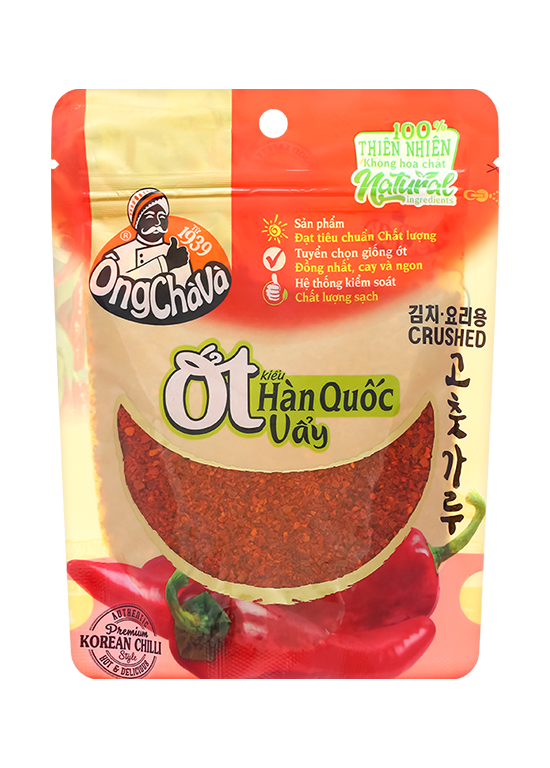 100%
THIÊN NHIÊN
Không hóa chất
Natural
ingredients
EST
1939
®
ÔngChàVà
Sản phẩm
Đạt tiêu chuẩn Chất lượng
Tuyển chọn giống ớt
Đồng nhất, cay và ngon
Hệ thống kiểm soát
Chất lượng sạch
김치·요리용
CRUSHED
고춧가루
Ớt
kiểu
Hàn Quốc
Vẩy
AUTHENTIC
Premium
KOREAN CHILLI
Style
HOT & DELICIOUS